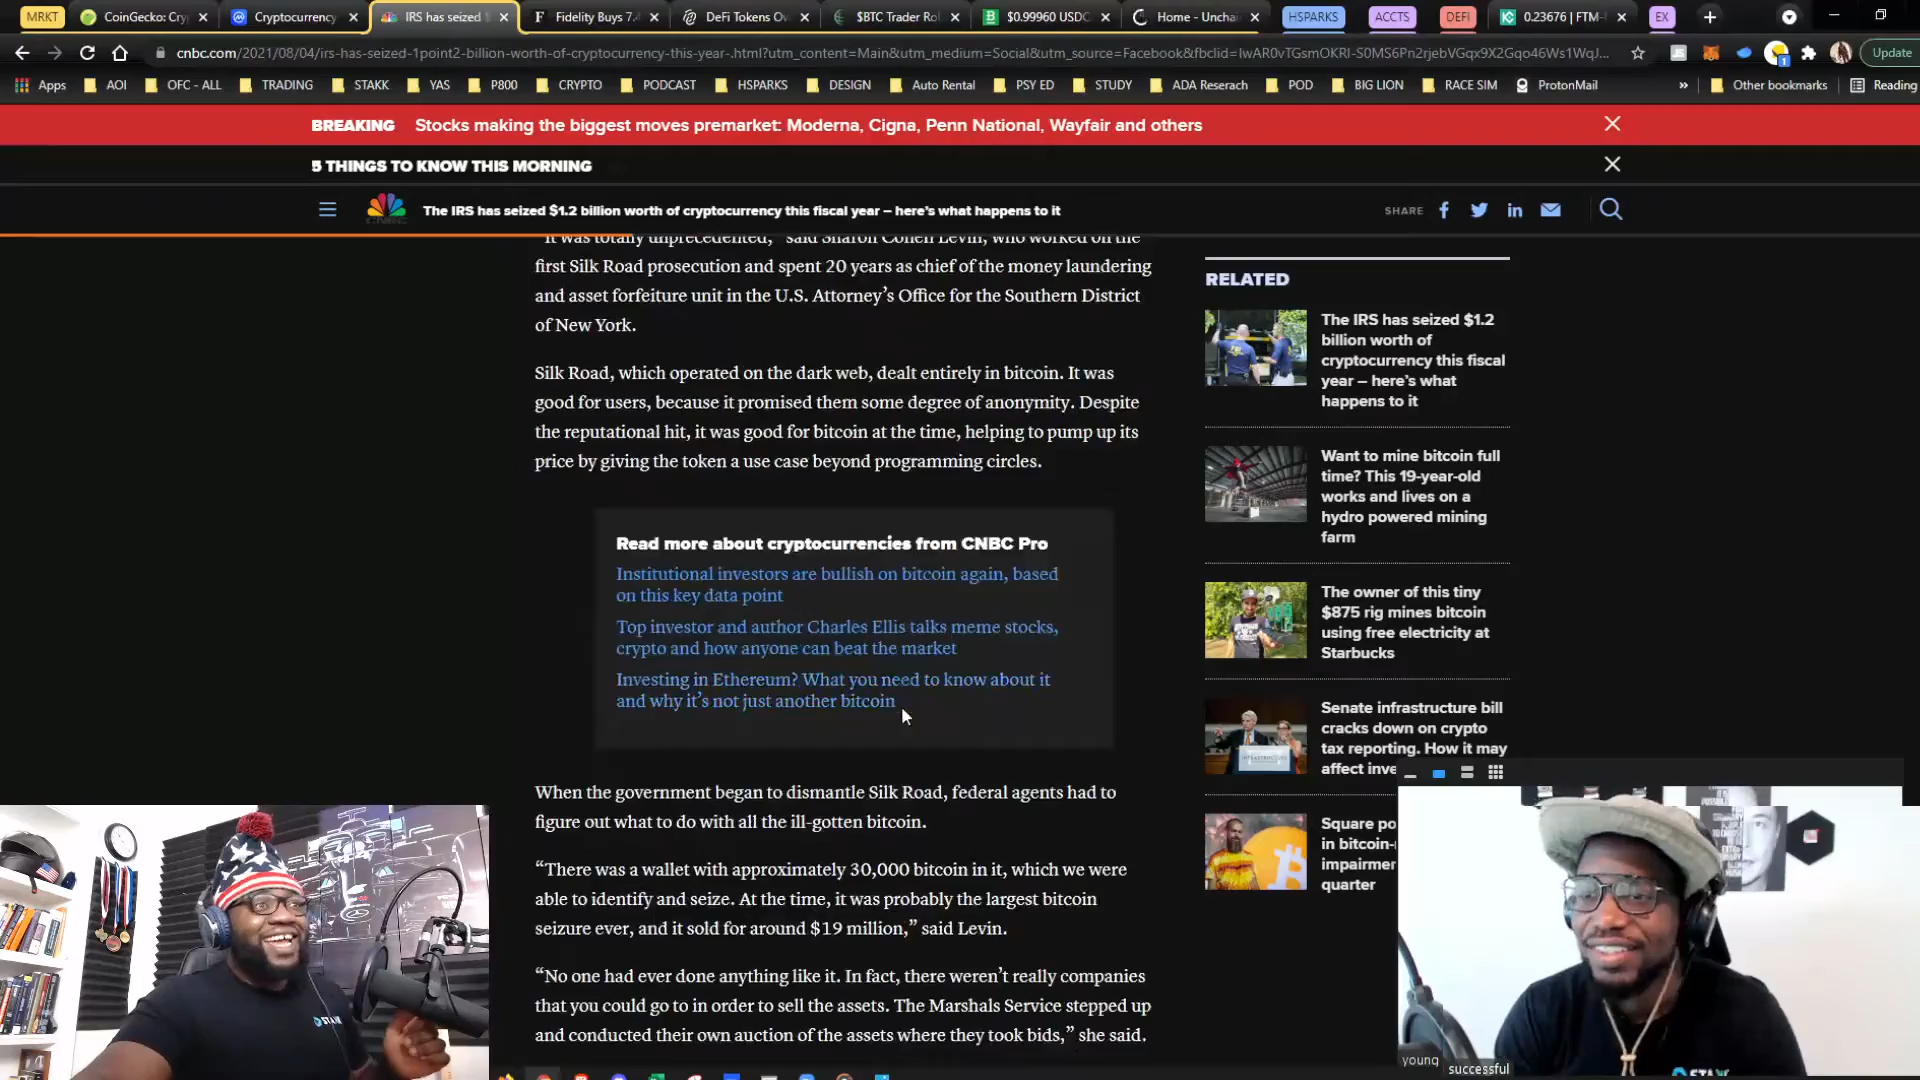 MRKT
CoinGecko: Cry
Cryptocurrency
IRS has seized
Fidelity Buys 7.4
DeFi Tokens Ov
$BTC Trader Rol
$0.99960 USDC
Home - Unchai
HSPARKS
ACCTS
DEFI
0.23676 | FTM-
EX
cnbc.com/2021/08/04/irs-has-seized-1point2-billion-worth-of-cryptocurrency-this-year-.html?utm_content=Main&utm_medium=Social&utm_source=Facebook&fbclid=
Update
Apps
AOI
OFC - ALL
TRADING
STAKK
YAS
P800
CRYPTO
PODCAST
HSPARKS
DESIGN
Auto Rental
PSY ED
STUDY
ADA Reserach
POD
BIG LION
RACE SIM
ProtonMail
»
Other bookmarks
Reading
BREAKING Stocks making the biggest moves premarket: Moderna, Cigna, Penn National, Wayfair and others
5 THINGS TO KNOW THIS MORNING
The IRS has seized $1.2 billion worth of cryptocurrency this fiscal year – here's what happens to it
SHARE
"It was totally unprecedented," said Sharon Cohen Levin, who worked on the
first Silk Road prosecution and spent 20 years as chief of the money laundering
and asset forfeiture unit in the U.S. Attorney's Office for the Southern District
of New York.
Silk Road, which operated on the dark web, dealt entirely in bitcoin. It was
good for users, because it promised them some degree of anonymity. Despite
the reputational hit, it was good for bitcoin at the time, helping to pump up its
price by giving the token a use case beyond programming circles.
Read more about cryptocurrencies from CNBC Pro
Institutional investors are bullish on bitcoin again, based
on this key data point
Top investor and author Charles Ellis talks meme stocks,
crypto and how anyone can beat the market
Investing in Ethereum? What you need to know about it
and why it's not just another bitcoin
When the government began to dismantle Silk Road, federal agents had to
figure out what to do with all the ill-gotten bitcoin.
"There was a wallet with approximately 30,000 bitcoin in it, which we were
able to identify and seize. At the time, it was probably the largest bitcoin
seizure ever, and it sold for around $19 million," said Levin.
"No one had ever done anything like it. In fact, there weren't really companies
that you could go to in order to sell the assets. The Marshals Service stepped up
and conducted their own auction of the assets where they took bids," she said.
RELATED
The IRS has seized $1.2
billion worth of
cryptocurrency this fiscal
year – here's what
happens to it
Want to mine bitcoin full
time? This 19-year-old
works and lives on a
hydro powered mining
farm
The owner of this tiny
$875 rig mines bitcoin
using free electricity at
Starbucks
Senate infrastructure bill
cracks down on crypto
tax reporting. How it may
affect inve
Square po
in bitcoin-
impairmer
quarter
young
successful